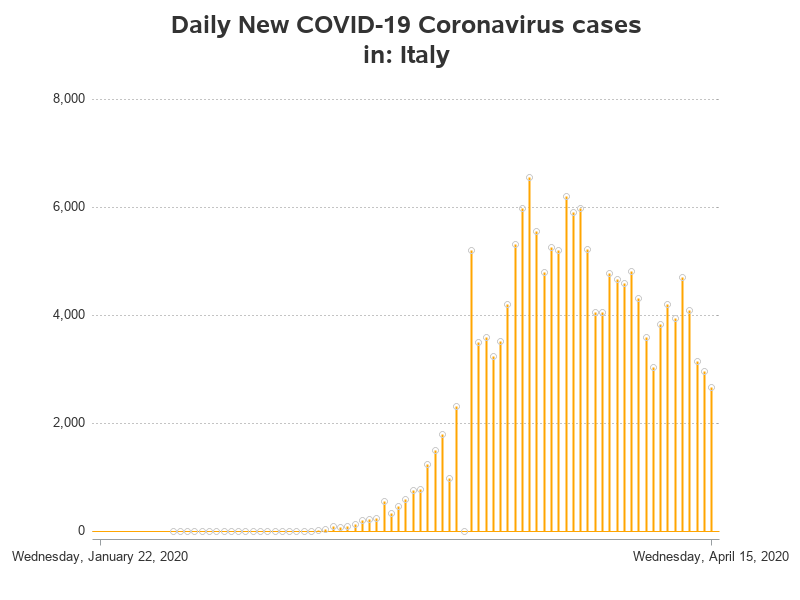 Daily New COVID-19 Coronavirus cases
in: Italy
8,000
6,000
4,000
2,000
0
Wednesday, January 22, 2020
Wednesday, April 15, 2020